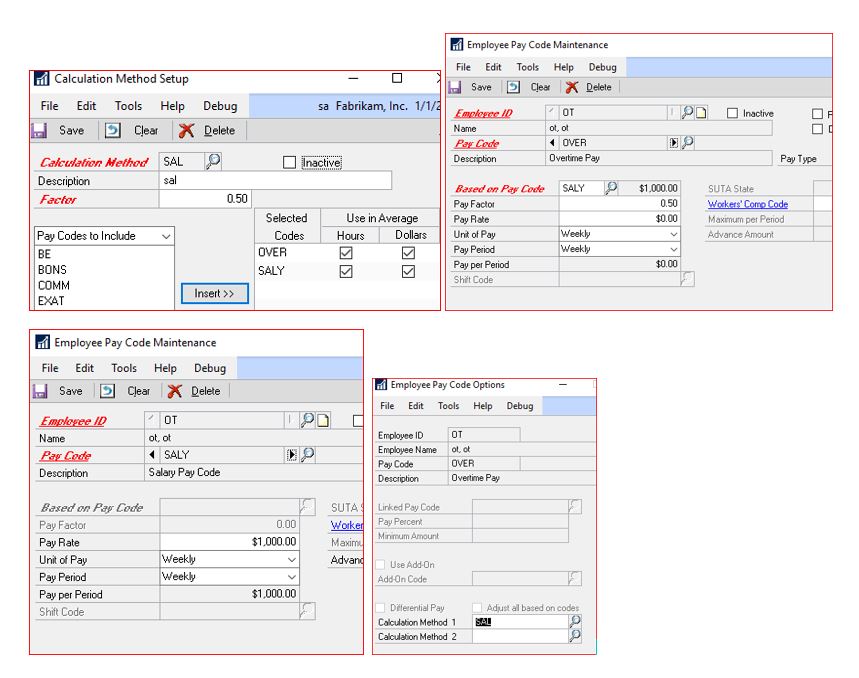 Calculation Method Setup
File Edit Tools Help Debug sa Fabrikam, Inc. 1/1/2
Save Clear Delete
Calculation Method SAL Inactive
Description sal
Factor 0.50
Pay Codes to Include
BE
BONS
COMM
EXAT
Insert >>
Selected Use in Average
Codes Hours Dollars
OVER
SALY
Employee Pay Code Maintenance
File Edit Tools Help Debug
Save Clear Delete
Employee ID OT Inactive
Name ot, ot
Pay Code OVER
Description Overtime Pay Pay Type
Based on Pay Code SALY $1,000.00 SUTA State
Pay Factor 0.50 Workers' Comp Code
Pay Rate $0.00 Maximum per Period
Unit of Pay Weekly Advance Amount
Pay Period Weekly
Pay per Period $0.00
Shift Code
Employee Pay Code Maintenance
File Edit Tools Help Debug
Save Clear Delete
Employee ID OT
Name ot, ot
Pay Code SALY
Description Salary Pay Code
Based on Pay Code SUTA S
Pay Factor 0.00 Worker
Pay Rate $1,000.00 Maximu
Unit of Pay Weekly Advanc
Pay Period Weekly
Pay per Period $1,000.00
Shift Code
Employee Pay Code Options
File Edit Tools Help Debug
Employee ID OT
Employee Name ot, ot
Pay Code OVER
Description Overtime Pay
Linked Pay Code
Pay Percent
Minimum Amount
Use Add-On
Add-On Code
Differential Pay Adjust all based on codes
Calculation Method 1 SAL
Calculation Method 2